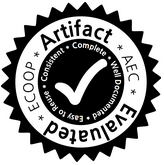 Artifact
AEC
Evaluated
ECOOP
Consistent * Complete * Well Documented * Easy to Reuse *